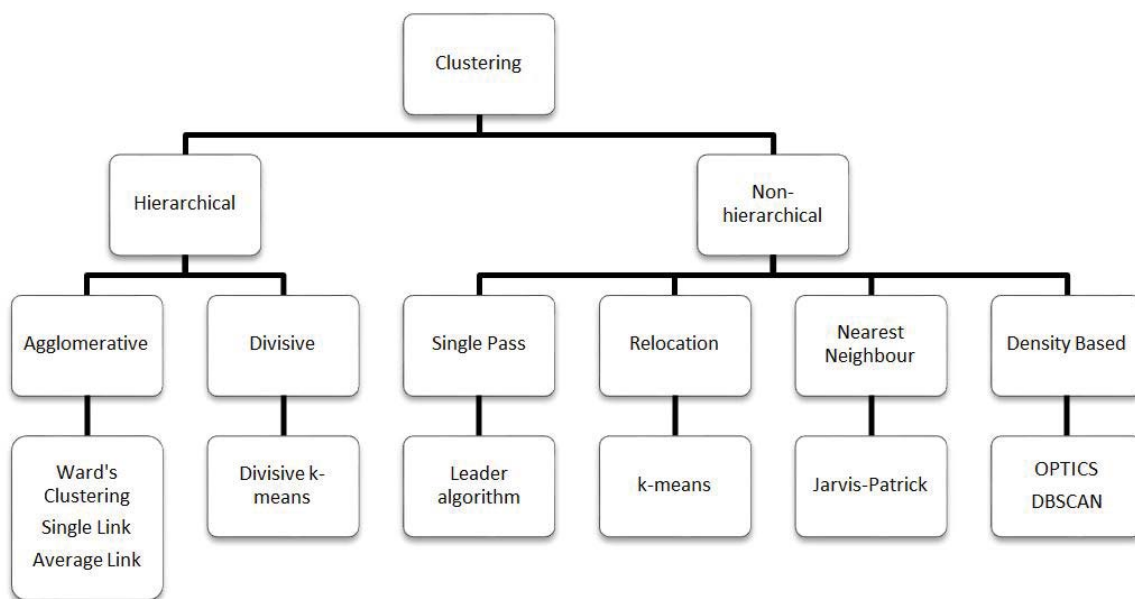 Clustering
Hierarchical
Non-
hierarchical
Agglomerative
Divisive
Single Pass
Relocation
Nearest
Neighbour
Density Based
Ward's
Clustering
Single Link
Average Link
Divisive k-
means
Leader
algorithm
k-means
Jarvis-Patrick
OPTICS
DBSCAN